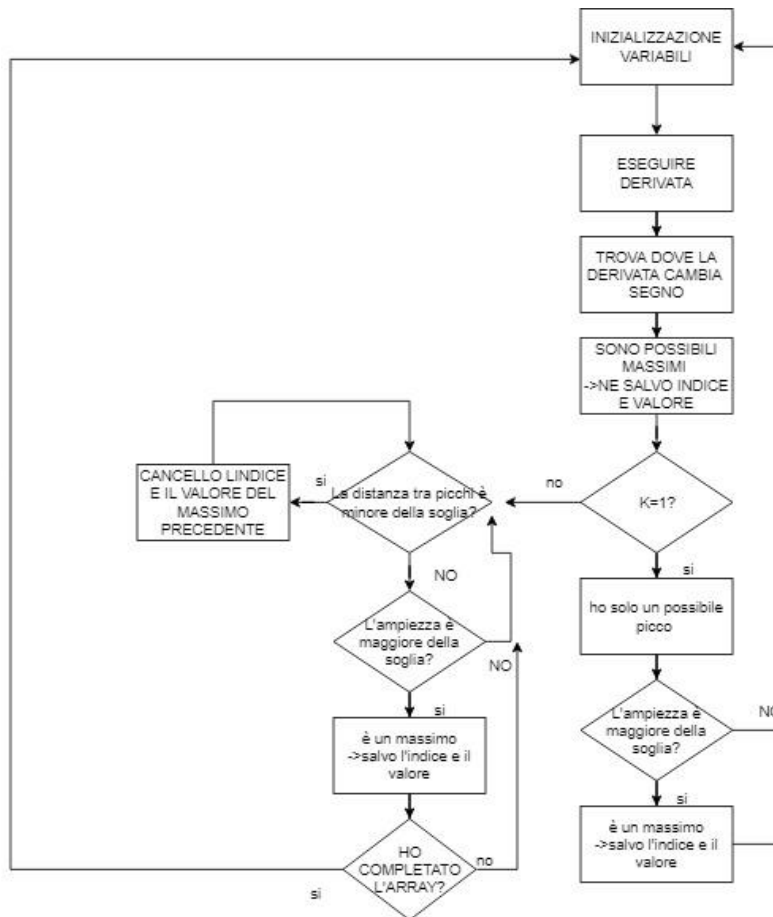 INIZIALIZZAZIONE
VARIABILI
ESEGUIRE
DERIVATA
TROVA DOVE LA
DERIVATA CAMBIA
SEGNO
SONO POSSIBILI
MASSIMI
->NE SALVO INDICE
E VALORE
K=1?
no
si
La distanza tra picchi è
minore della soglia?
si
CANCELLO LINDICE
E IL VALORE DEL
MASSIMO
PRECEDENTE
NO
L'ampiezza è
maggiore della
soglia?
NO
si
è un massimo
->salvo l'indice e il
valore
HO
COMPLETATO
L'ARRAY?
no
si
ho solo un possibile
picco
L'ampiezza è
maggiore della
soglia?
NO
si
è un massimo
->salvo l'indice e il
valore